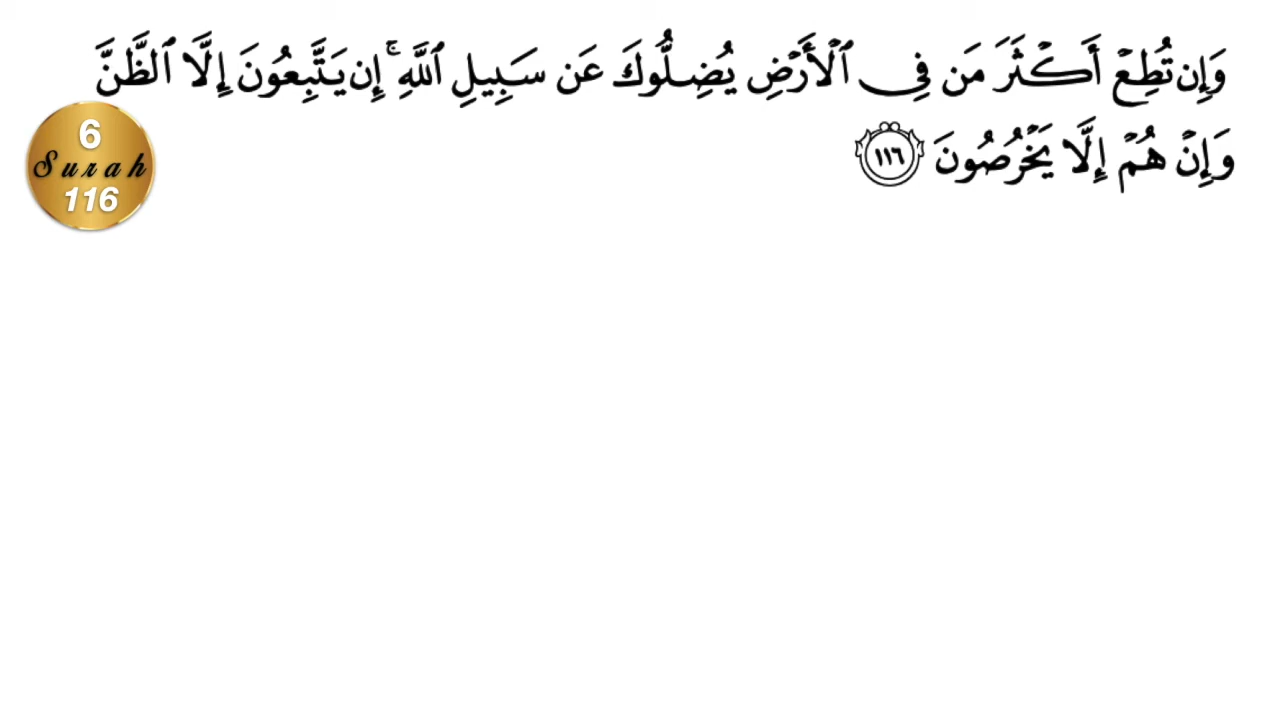 وَإِن تُطِعۡ أَكۡثَرَ مَن فِي ٱلۡأَرۡضِ يُضِلُّوكَ عَن سَبِيلِ ٱللَّهِۚ إِن يَتَّبِعُونَ إِلَّا ٱلظَّنَّ
وَإِنۡ هُمۡ إِلَّا يَخۡرُصُونَ ١١٦
6
Surah
116